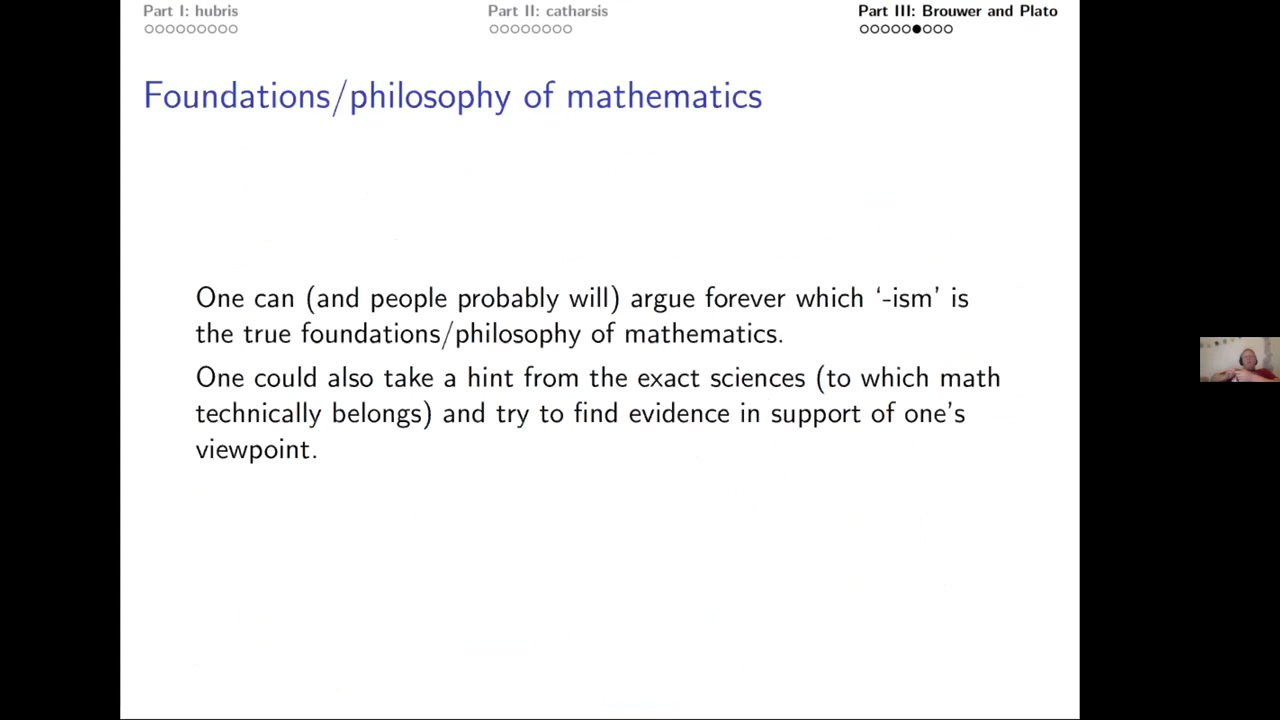 Part I: hubris
Part II: catharsis
Part III: Brouwer and Plato
Foundations/philosophy of mathematics
One can (and people probably will) argue forever which ‘-ism’ is
the true foundations/philosophy of mathematics.
One could also take a hint from the exact sciences (to which math
technically belongs) and try to find evidence in support of one’s
viewpoint.